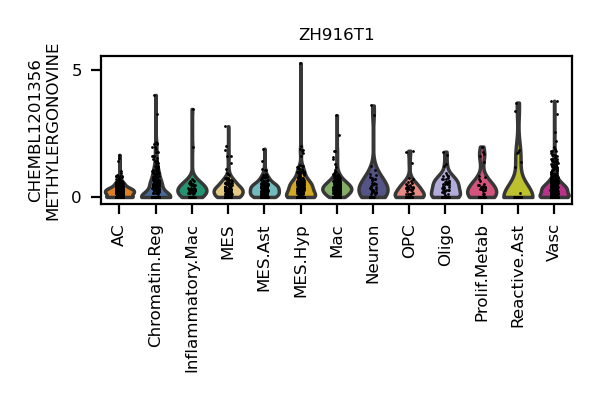 ZH916T1
CHEMBL1201356
METHYLERGONOVINE
5
0
AC
Chromatin.Reg
Inflammatory.Mac
MES
MES.Ast
MES.Hyp
Mac
Neuron
OPC
Oligo
Prolif.Metab
Reactive.Ast
Vasc